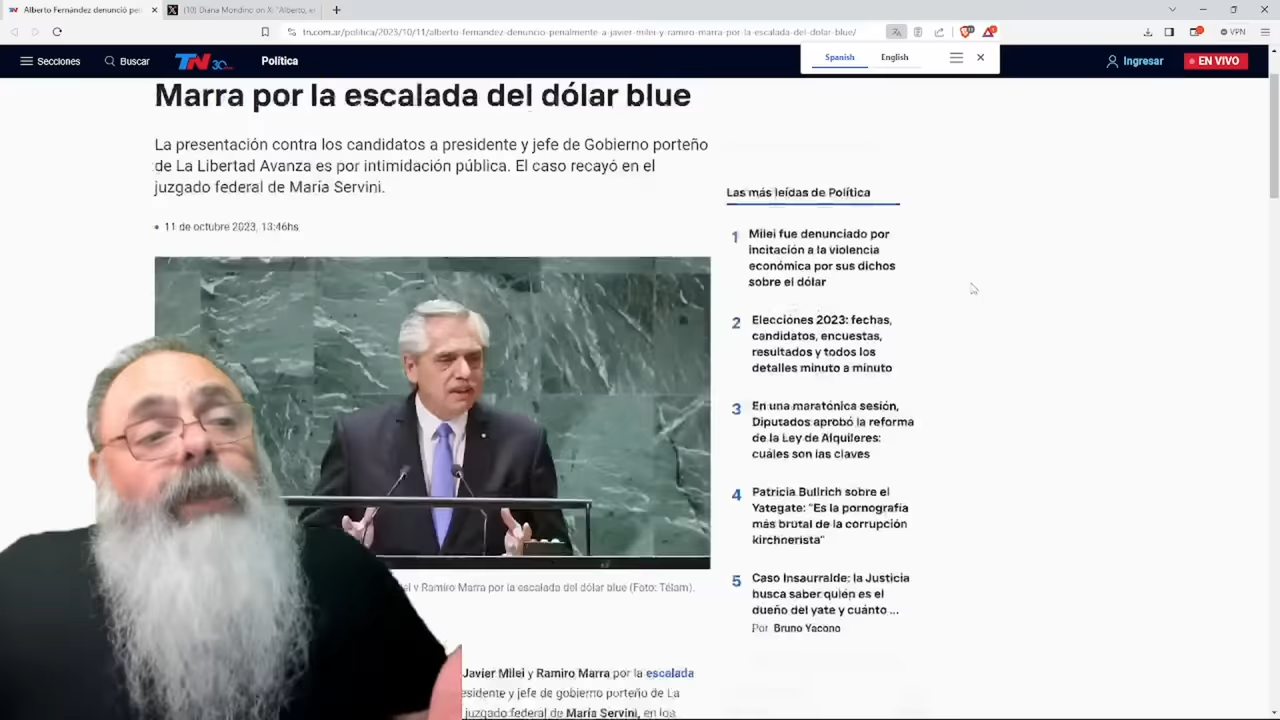 Alberto Fernández denunció pe
(10) Diana Mondino on X: "Alberto, e
tn.com.ar/politica/2023/10/11/alberto-fernandez-denuncio-penalmente-a-javier-milei-y-ramiro-marra-por-la-escalada-del-dolar-blue/
VPN
Secciones
Buscar
TN 30
Política
Spanish
English
Ingresar
EN VIVO
Marra por la escalada del dólar blue
La presentación contra los candidatos a presidente y jefe de Gobierno porteño
de La Libertad Avanza es por intimidación pública. El caso recayó en el
juzgado federal de María Servini.
11 de octubre 2023, 13:46hs
Las más leídas de Política
1
Milei fue denunciado por
incitación a la violencia
económica por sus dichos
sobre el dólar
2
Elecciones 2023: fechas,
candidatos, encuestas,
resultados y todos los
detalles minuto a minuto
3
En una maratónica sesión,
Diputados aprobó la reforma
de la Ley de Alquileres:
cuáles son las claves
4
Patricia Bullrich sobre el
Yategate: "Es la pornografía
más brutal de la corrupción
kirchnerista"
5
Caso Insaurralde: la Justicia
busca saber quién es el
dueño del yate y cuánto ...
Por Bruno Yacono
y Ramiro Marra por la escalada del dólar blue (Foto: Télam).
Javier Milei y Ramiro Marra por la escalada
y jefe de gobierno porteño de La
juzgado federal de María Servini, en los